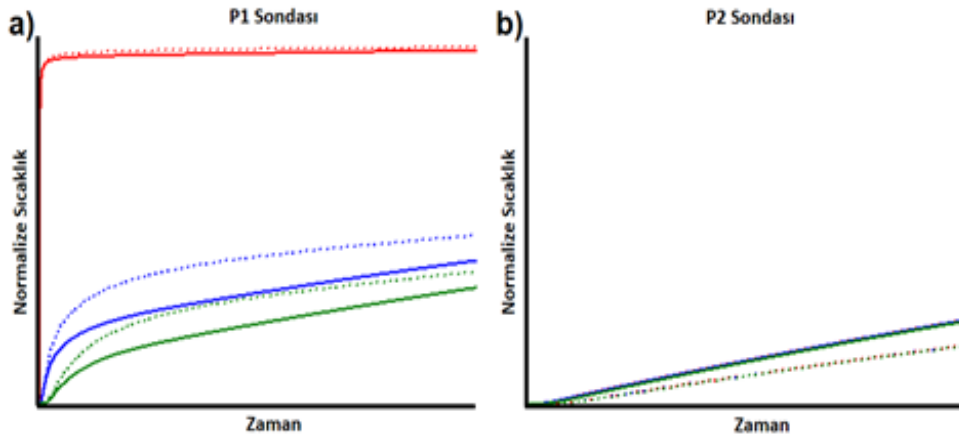 a)
P1 Sondası
Normalize Sıcaklık
Zaman
b)
P2 Sondası
Normalize Sıcaklık
Zaman